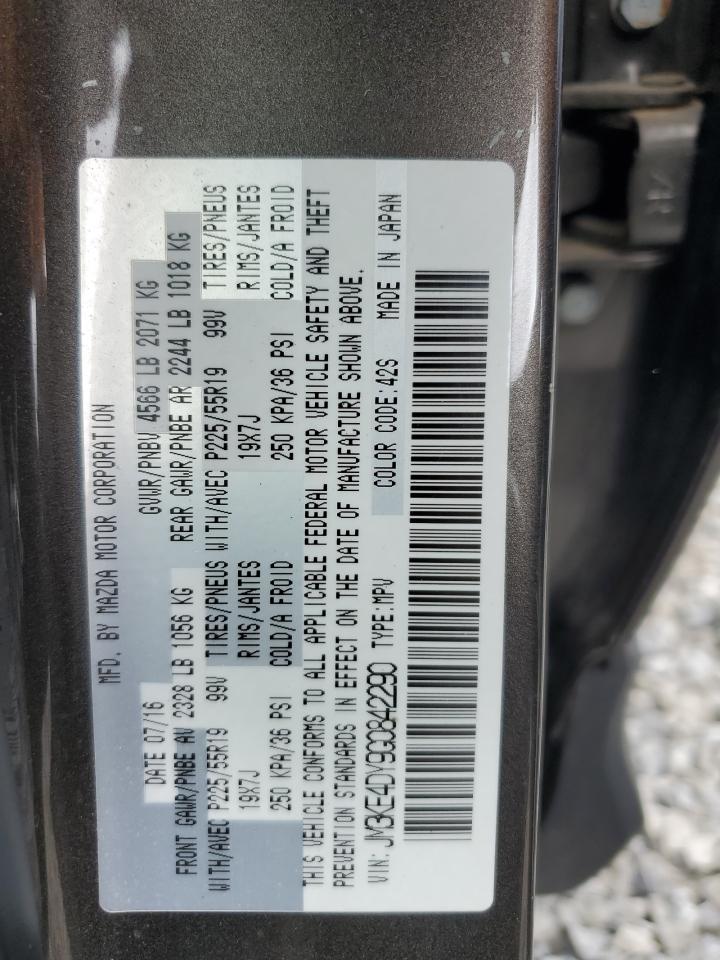 MFD. BY MAZDA MOTOR CORPORATION
DATE 07/16 GVWR/PNBV 4566 LB 2071 KG
FRONT GAWR/PNBE AV 2328 LB 1056 KG REAR GAWR/PNBE AR 2244 LB 1018 KG
WITH/AVEC P225/55R19 99V TIRES/PNEUS WITH/AVEC P225/55R19 99V TIRES/PNEUS
19X7J RIMS/JANTES 19X7J RIMS/JANTES
250 KPA/36 PSI COLD/A FROID 250 KPA/36 PSI COLD/A FROID
THIS VEHICLE CONFORMS TO ALL APPLICABLE FEDERAL MOTOR VEHICLE SAFETY AND THEFT
PREVENTION STANDARDS IN EFFECT ON THE DATE OF MANUFACTURE SHOWN ABOVE.
VIN: JM3KE4DY9G0842290 TYPE:MPV COLOR CODE:42S MADE IN JAPAN